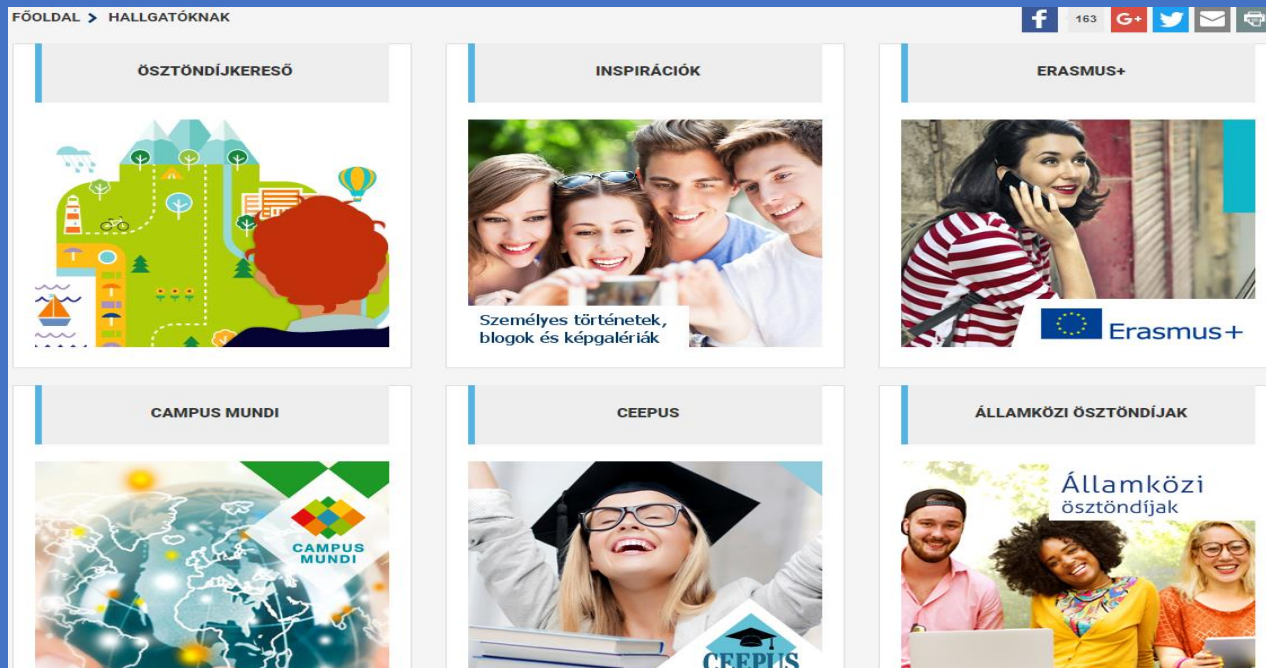 FŐOLDAL > HALLGATÓKNAK
163 G+
ÖSZTÖNDÍJKERESŐ
INSPIRÁCIÓK
ERASMUS+
Személyes történetek,
blogok és képgalériák
Erasmus+
CAMPUS MUNDI
CEEPUS
ÁLLAMKÖZI ÖSZTÖNDÍJAK
CAMPUS
MUNDI
CEEPUS
Államközi
ösztöndíjak